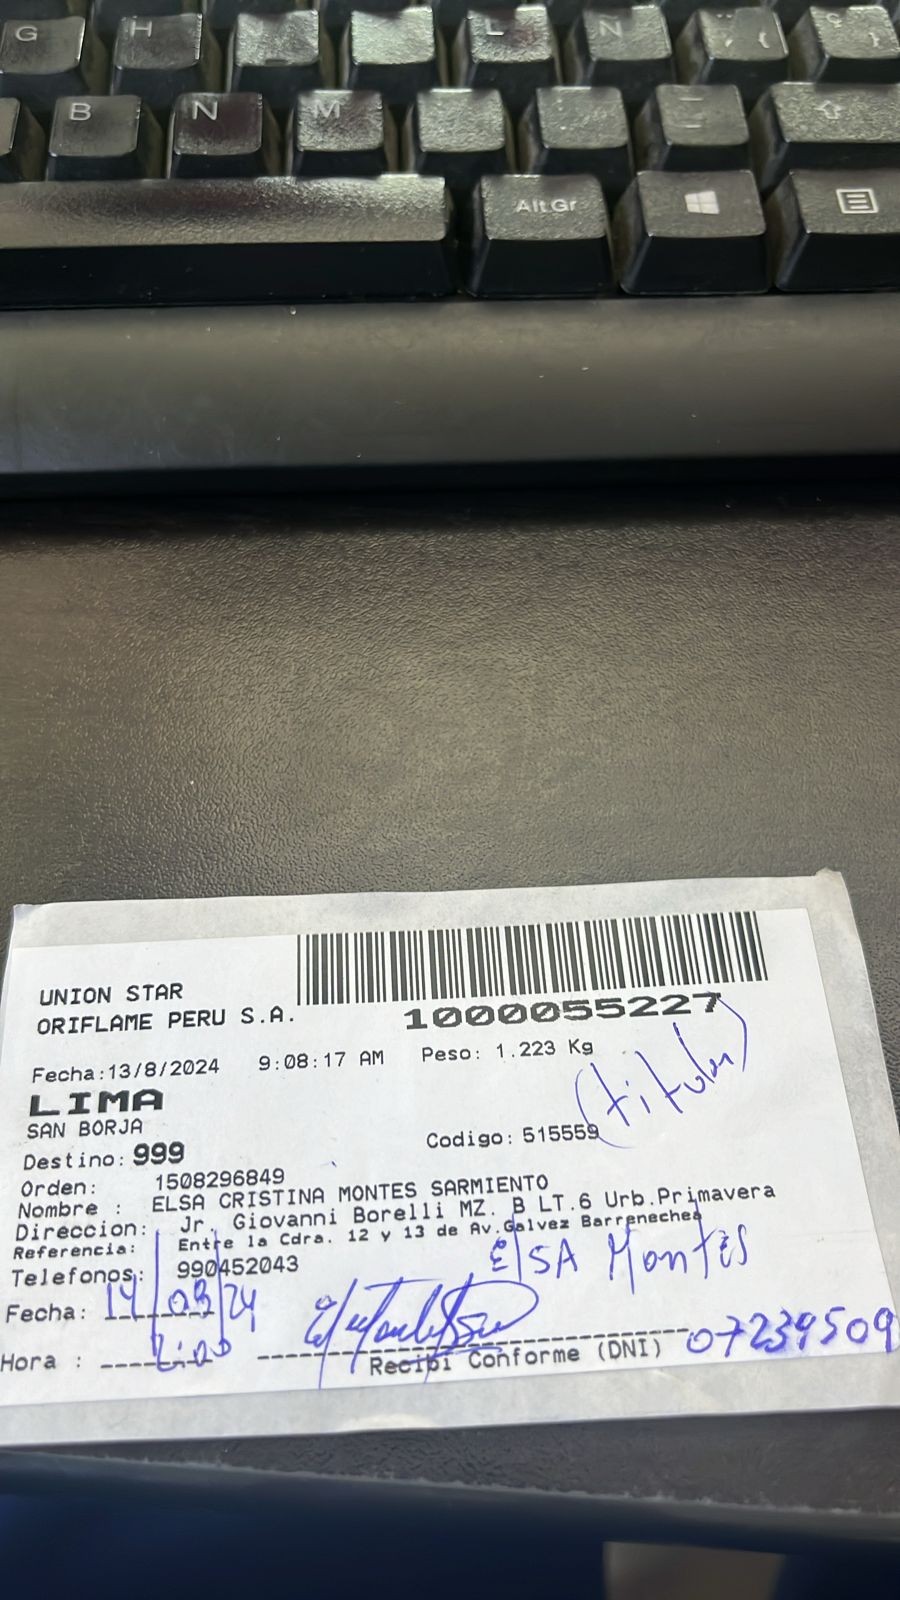 G H L Ñ
B N M
Alt Gr
UNION STAR
ORIFLAME PERU S.A.
1000055227
Fecha:13/8/2024 9:08:17 AM Peso: 1.223 Kg
(titular)
LIMA
SAN BORJA
Codigo: 515559
Destino: 999
Orden: 1508296849
Nombre : ELSA CRISTINA MONTES SARMIENTO
Direccion: Jr. Giovanni Borelli MZ. B LT.6 Urb.Primavera
Referencia: Entre la Cdra. 12 y 13 de Av.Galvez Barrenechea
Telefonos: 990452043
ElSA Montes
Fecha: 14/08/24
Hora :
Recibi Conforme (DNI) 07239509